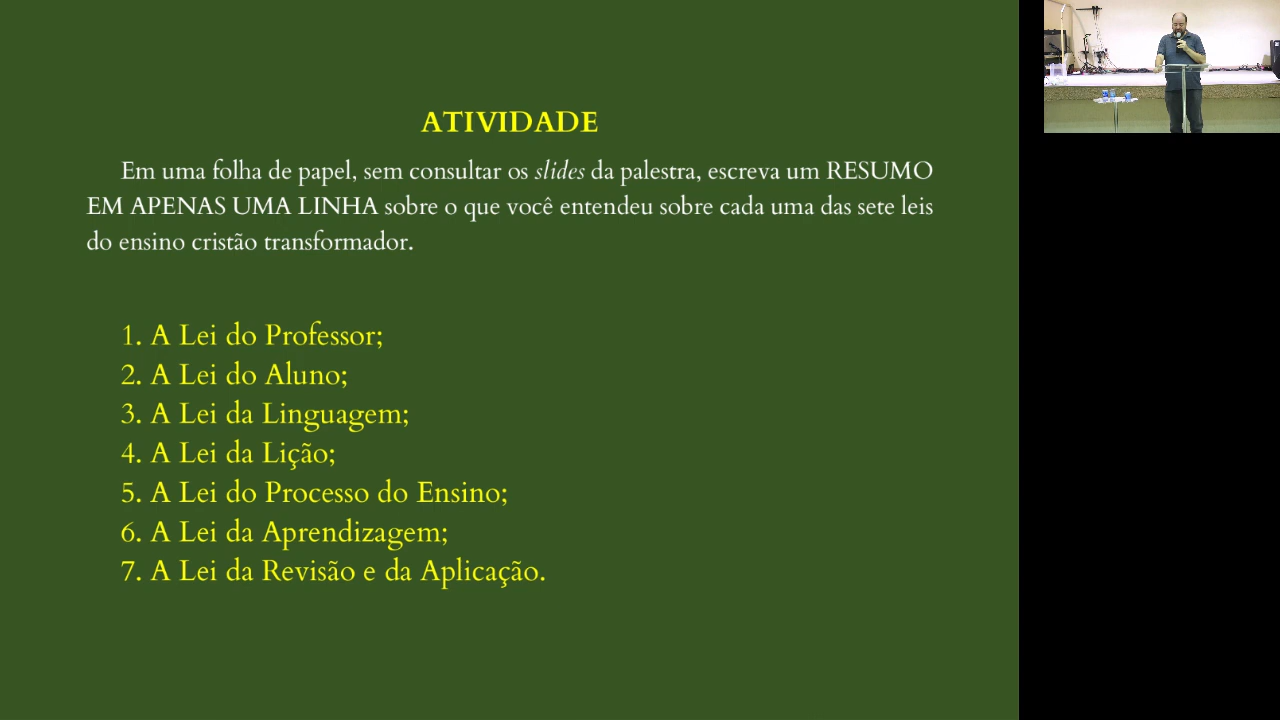 ATIVIDADE
Em uma folha de papel, sem consultar os slides da palestra, escreva um RESUMO
EM APENAS UMA LINHA sobre o que você entendeu sobre cada uma das sete leis
do ensino cristão transformador.
1. A Lei do Professor;
2. A Lei do Aluno;
3. A Lei da Linguagem;
4. A Lei da Lição;
5. A Lei do Processo do Ensino;
6. A Lei da Aprendizagem;
7. A Lei da Revisão e da Aplicação.